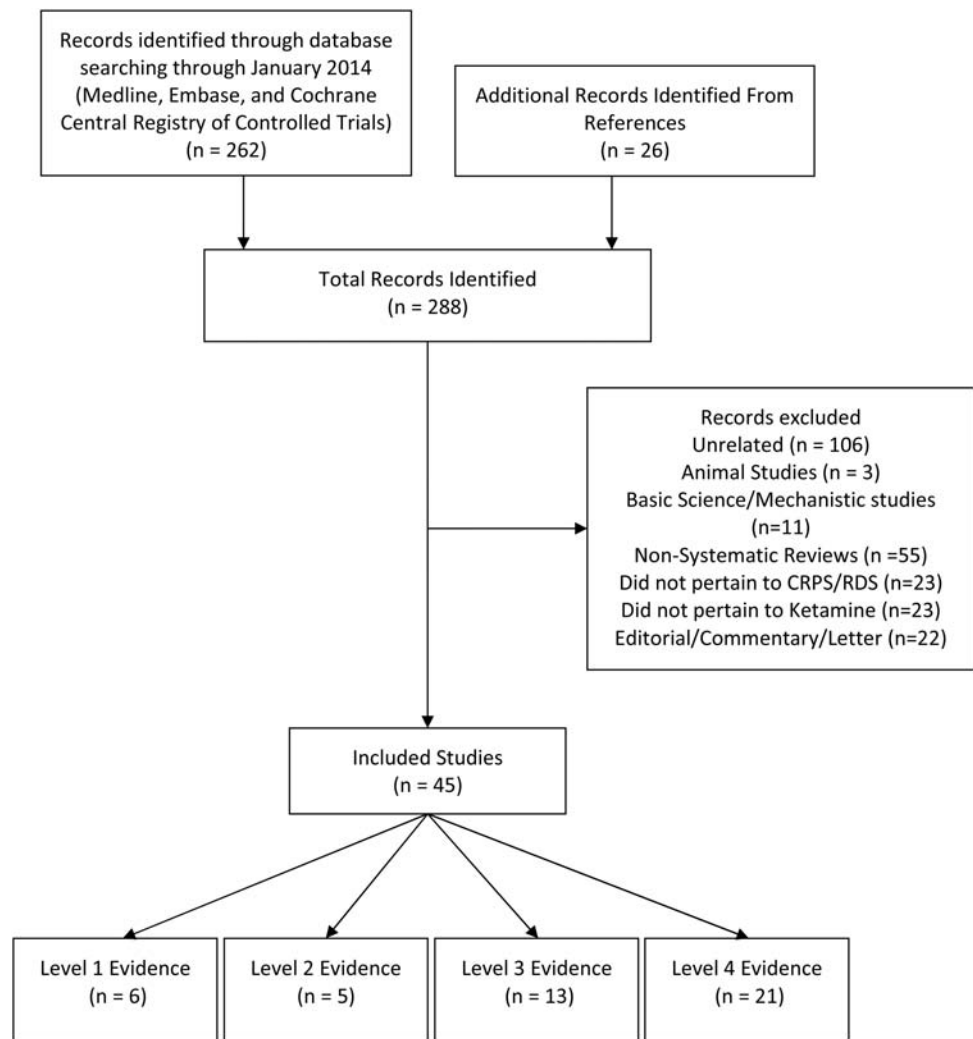 Records identified through database
searching through January 2014
(Medline, Embase, and Cochrane
Central Registry of Controlled Trials)
(n = 262)
Additional Records Identified From
References
(n = 26)
Total Records Identified
(n = 288)
Records excluded
Unrelated (n = 106)
Animal Studies (n = 3)
Basic Science/Mechanistic studies
(n=11)
Non-Systematic Reviews (n =55)
Did not pertain to CRPS/RDS (n=23)
Did not pertain to Ketamine (n=23)
Editorial/Commentary/Letter (n=22)
Included Studies
(n = 45)
Level 1 Evidence
(n = 6)
Level 2 Evidence
(n = 5)
Level 3 Evidence
(n = 13)
Level 4 Evidence
(n = 21)